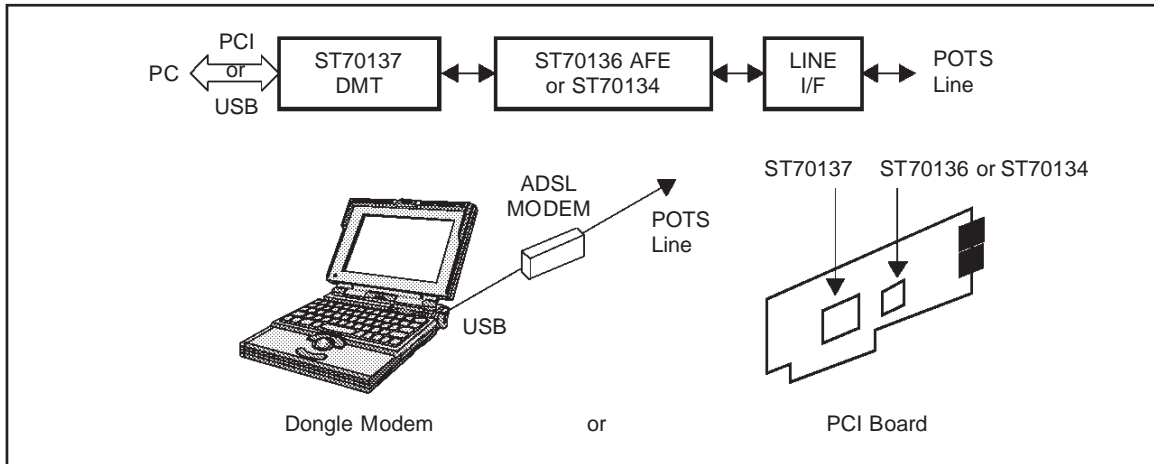 PC
PCI
or
USB
ST70137
DMT
ST70136 AFE
or ST70134
LINE
I/F
POTS
Line
ADSL
MODEM
POTS
Line
USB
ST70137
ST70136 or ST70134
Dongle Modem
or
PCI Board